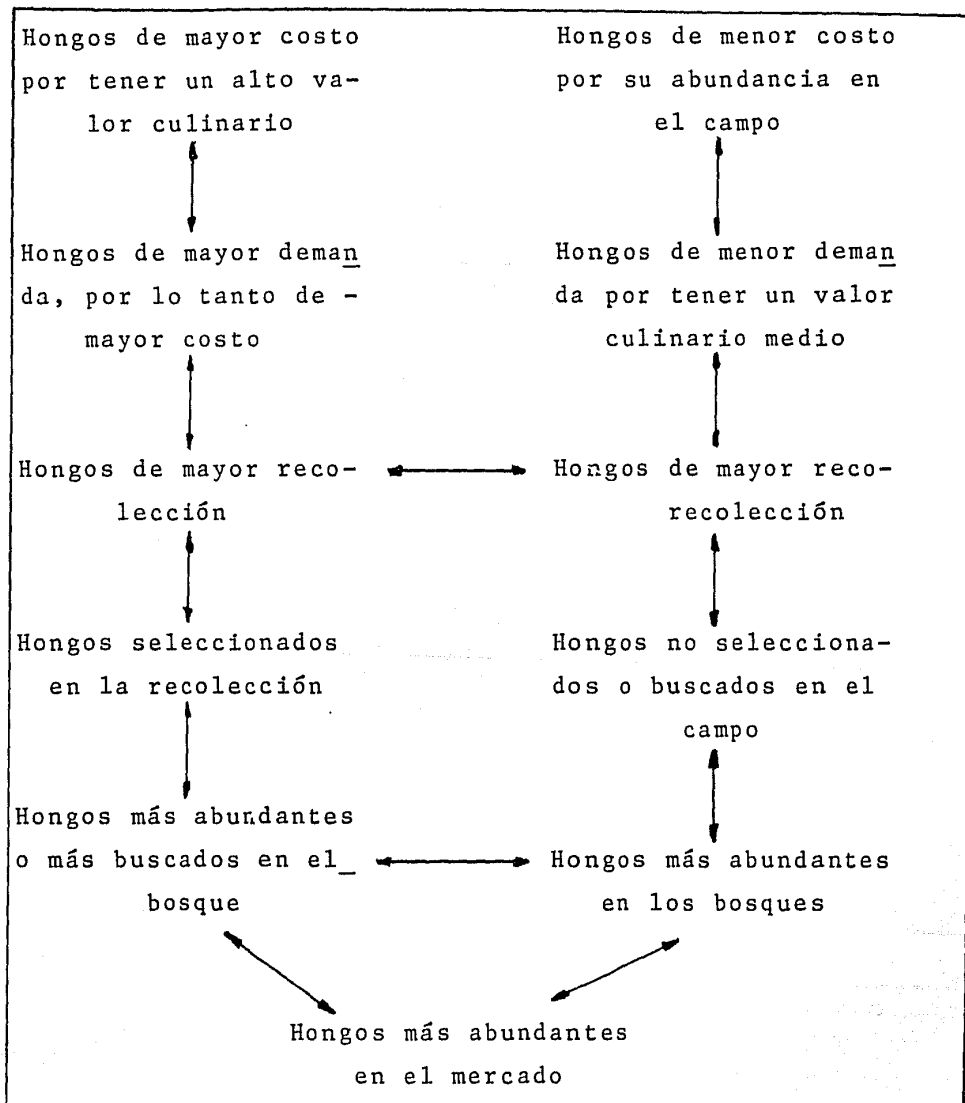 Hongos de mayor costo
por tener un alto va-
lor culinario
Hongos de menor costo
por su abundancia en
el campo
Hongos de mayor deman
da, por lo tanto de -
mayor costo
Hongos de menor deman
da por tener un valor
culinario medio
Hongos de mayor reco-
lección
Hongos de mayor reco-
recolección
Hongos seleccionados
en la recolección
Hongos no selecciona-
dos o buscados en el
campo
Hongos más abundantes
o más buscados en el_
bosque
Hongos más abundantes
en los bosques
Hongos más abundantes
en el mercado